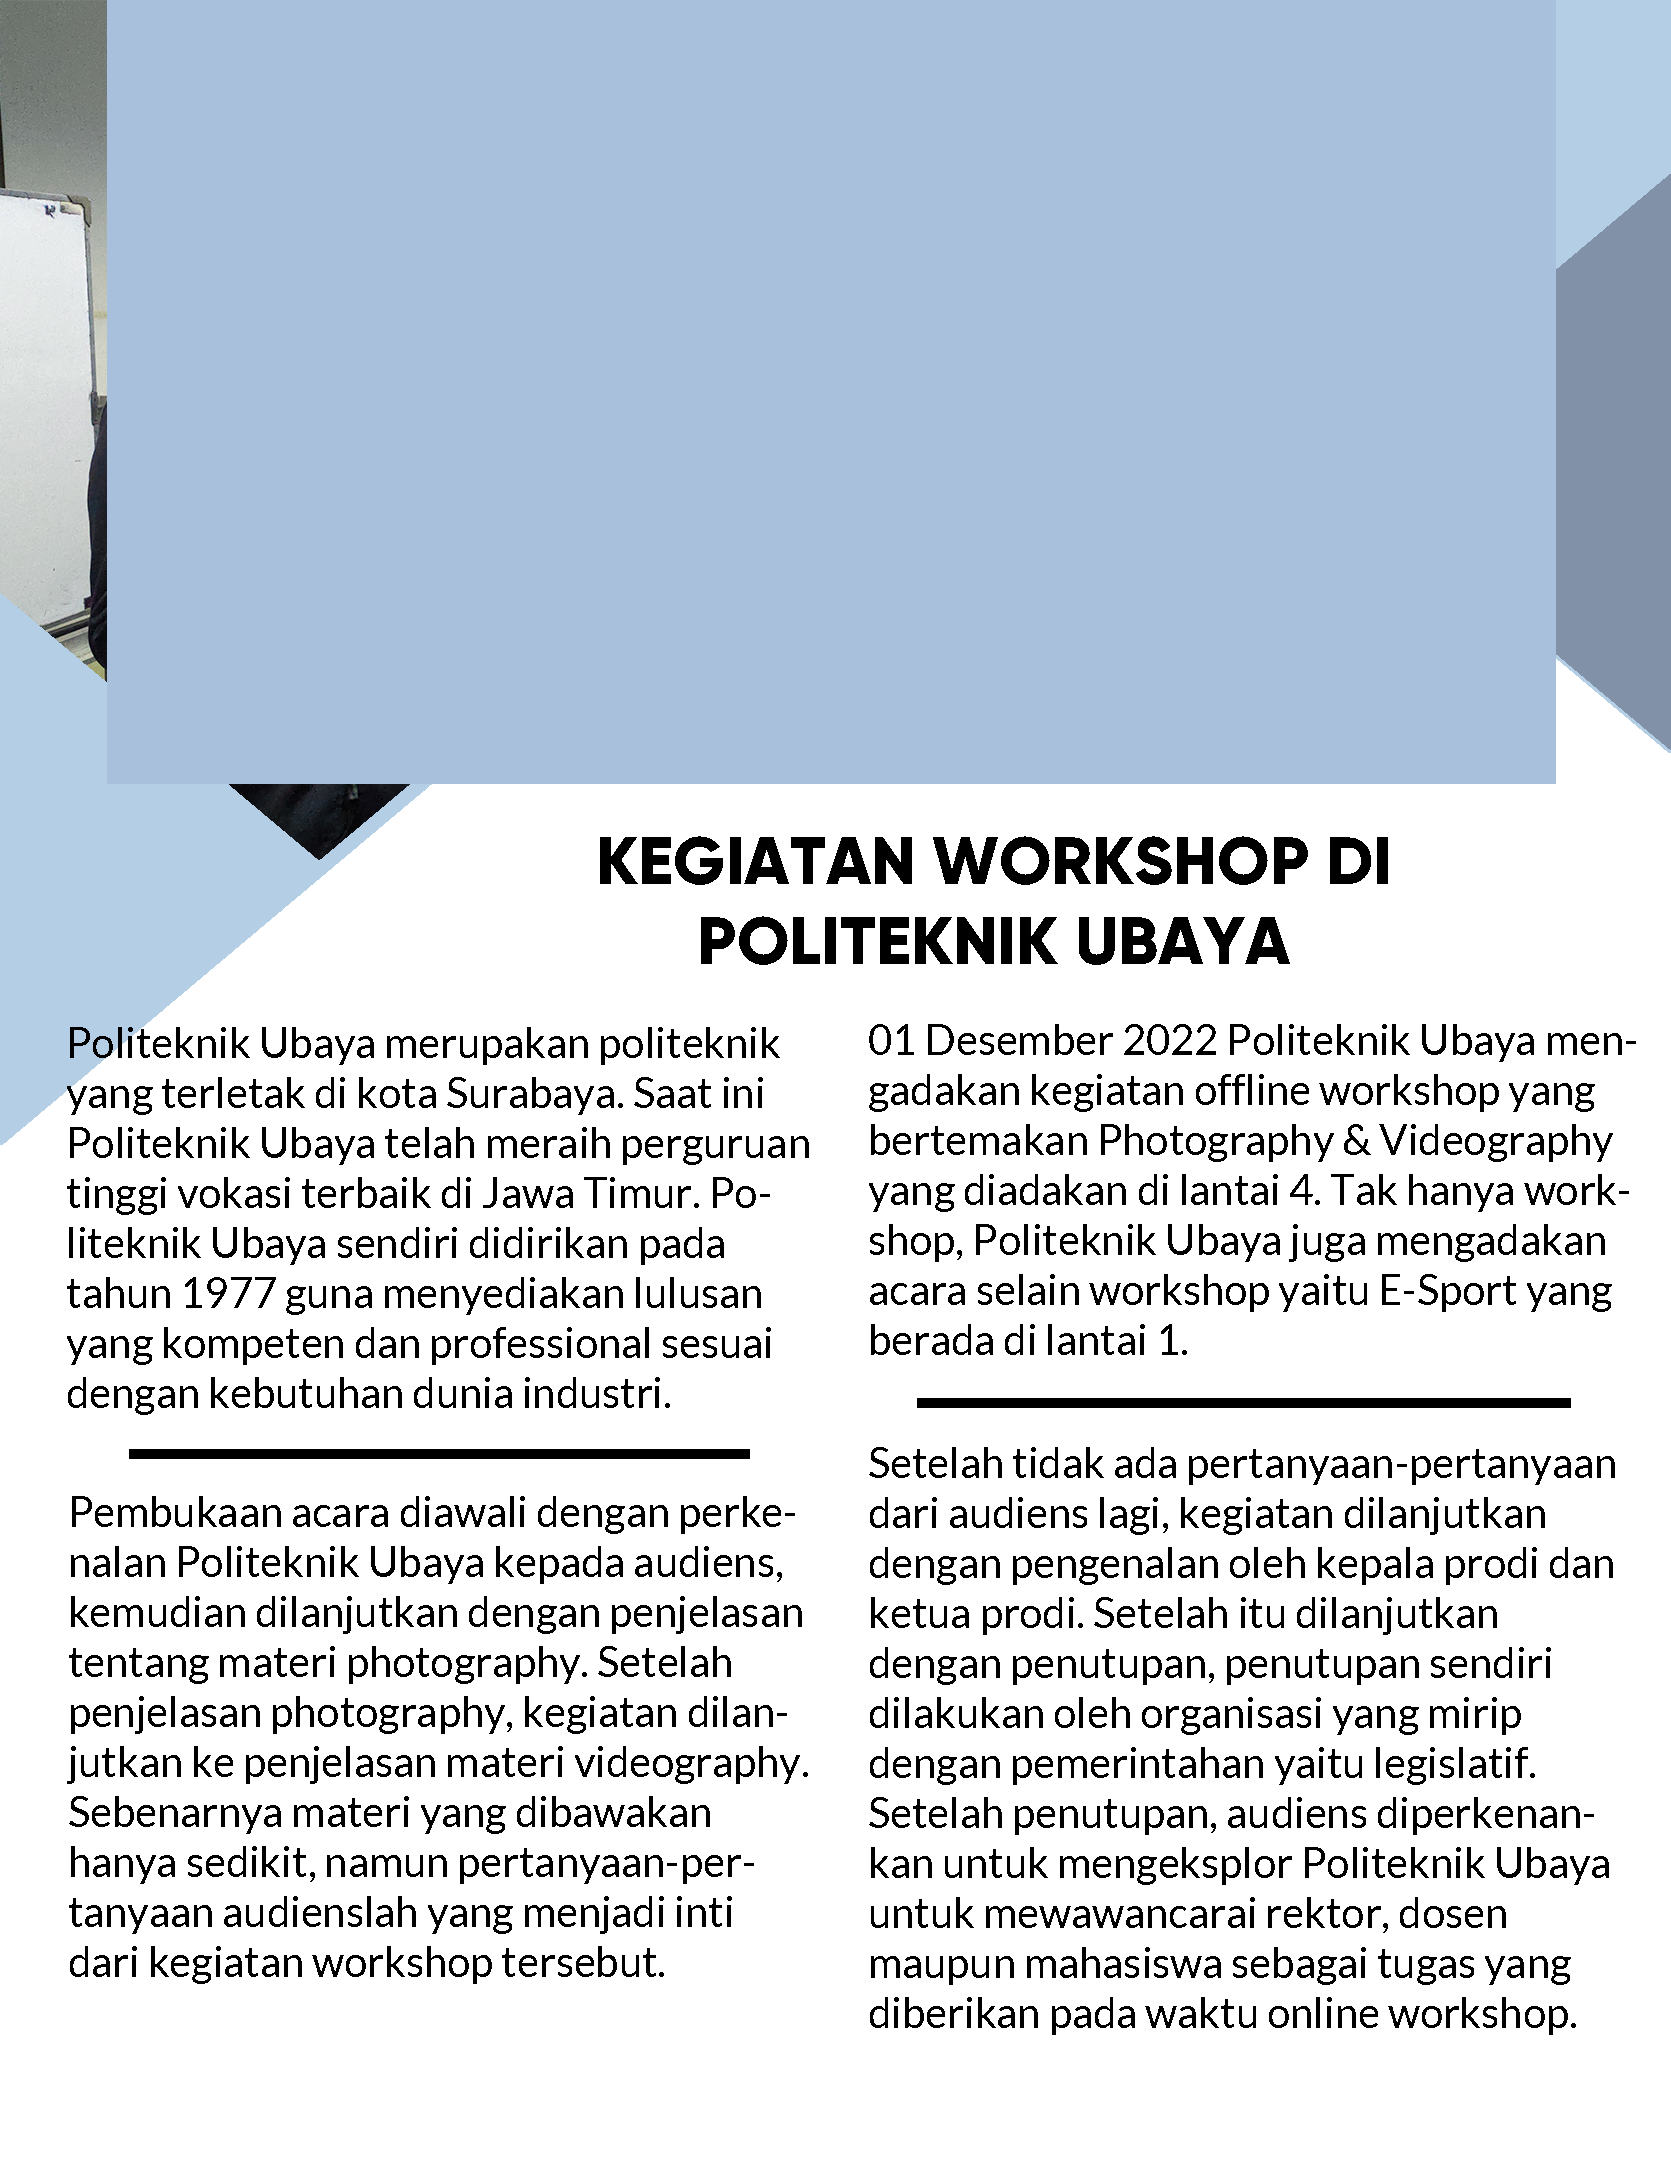 KEGIATAN WORKSHOP DI
POLITEKNIK UBAYA
Politeknik Ubaya merupakan politeknik
yang terletak di kota Surabaya. Saat ini
Politeknik Ubaya telah meraih perguruan
tinggi vokasi terbaik di Jawa Timur. Po-
liteknik Ubaya sendiri didirikan pada
tahun 1977 guna menyediakan lulusan
yang kompeten dan professional sesuai
dengan kebutuhan dunia industri.
Pembukaan acara diawali dengan perke-
nalan Politeknik Ubaya kepada audiens,
kemudian dilanjutkan dengan penjelasan
tentang materi photography. Setelah
penjelasan photography, kegiatan dilan-
jutkan ke penjelasan materi videography.
Sebenarnya materi yang dibawakan
hanya sedikit, namun pertanyaan-per-
tanyaan audienslah yang menjadi inti
dari kegiatan workshop tersebut.
01 Desember 2022 Politeknik Ubaya men-
gadakan kegiatan offline workshop yang
bertemakan Photography & Videography
yang diadakan di lantai 4. Tak hanya work-
shop, Politeknik Ubaya juga mengadakan
acara selain workshop yaitu E-Sport yang
berada di lantai 1.
Setelah tidak ada pertanyaan-pertanyaan
dari audiens lagi, kegiatan dilanjutkan
dengan pengenalan oleh kepala prodi dan
ketua prodi. Setelah itu dilanjutkan
dengan penutupan, penutupan sendiri
dilakukan oleh organisasi yang mirip
dengan pemerintahan yaitu legislatif.
Setelah penutupan, audiens diperkenan-
kan untuk mengeksplor Politeknik Ubaya
untuk mewawancarai rektor, dosen
maupun mahasiswa sebagai tugas yang
diberikan pada waktu online workshop.